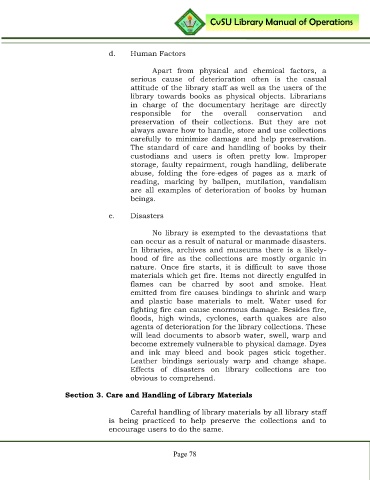 CvSU Library Manual of Operations
d. Human Factors
Apart from physical and chemical factors, a
serious cause of deterioration often is the casual
attitude of the library staff as well as the users of the
library towards books as physical objects. Librarians
in charge of the documentary heritage are directly
responsible for the overall conservation and
preservation of their collections. But they are not
always aware how to handle, store and use collections
carefully to minimize damage and help preservation.
The standard of care and handling of books by their
custodians and users is often pretty low. Improper
storage, faulty repairment, rough handling, deliberate
abuse, folding the fore-edges of pages as a mark of
reading, marking by ballpen, mutilation, vandalism
are all examples of deterioration of books by human
beings.
e. Disasters
No library is exempted to the devastations that
can occur as a result of natural or manmade disasters.
In libraries, archives and museums there is a likely-
hood of fire as the collections are mostly organic in
nature. Once fire starts, it is difficult to save those
materials which get fire. Items not directly engulfed in
flames can be charred by soot and smoke. Heat
emitted from fire causes bindings to shrink and warp
and plastic base materials to melt. Water used for
fighting fire can cause enormous damage. Besides fire,
floods, high winds, cyclones, earth quakes are also
agents of deterioration for the library collections. These
will lead documents to absorb water, swell, warp and
become extremely vulnerable to physical damage. Dyes
and ink may bleed and book pages stick together.
Leather bindings seriously warp and change shape.
Effects of disasters on library collections are too
obvious to comprehend.
Section 3. Care and Handling of Library Materials
Careful handling of library materials by all library staff
is being practiced to help preserve the collections and to
encourage users to do the same.
Page 78